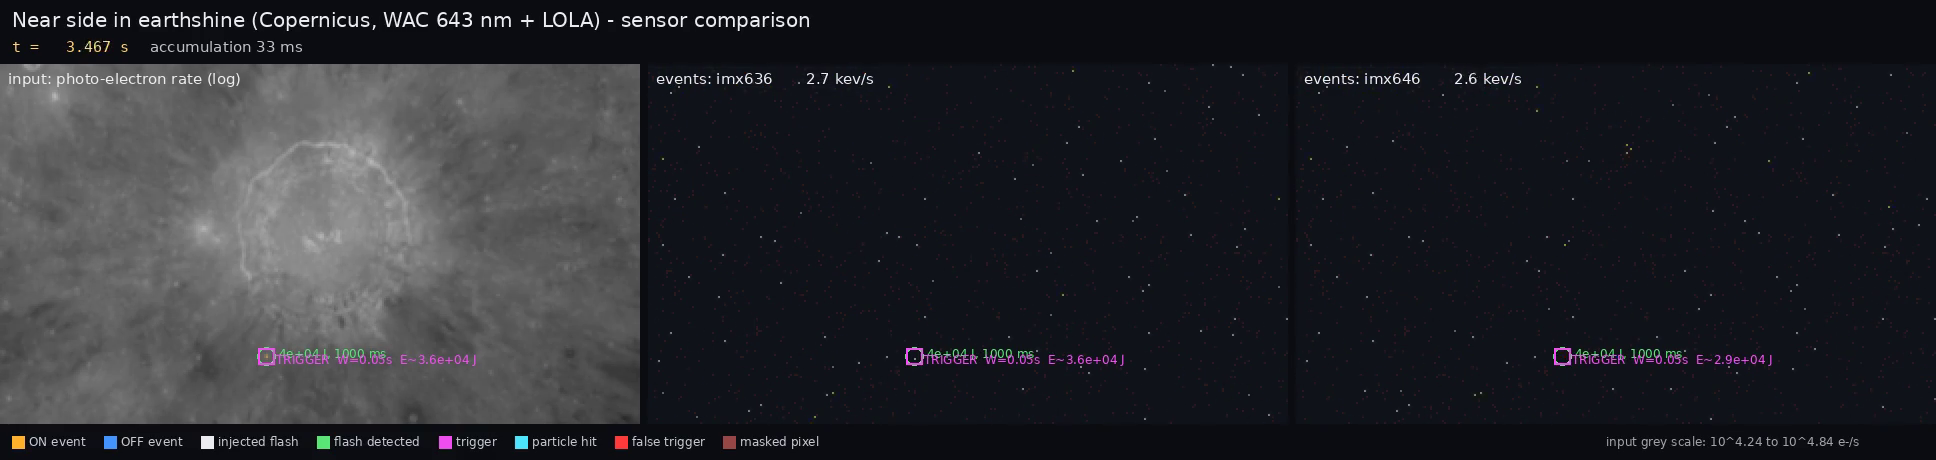 Near side in earthshine (Copernicus, WAC 643 nm + LOLA) - sensor comparison
t =   3.467 s   accumulation 33 ms
input: photo-electron rate (log)
events: imx636   2.7 kev/s
events: imx646   2.6 kev/s
4e+04 J, 1000 ms
TRIGGER W=0.05s E~3.6e+04 J
4e+04 J, 1000 ms
TRIGGER W=0.05s E~3.6e+04 J
4e+04 J, 1000 ms
TRIGGER W=0.05s E~2.9e+04 J
ON event   OFF event   injected flash   flash detected   trigger   particle hit   false trigger   masked pixel   input grey scale: 10^4.24 to 10^4.84 e-/s